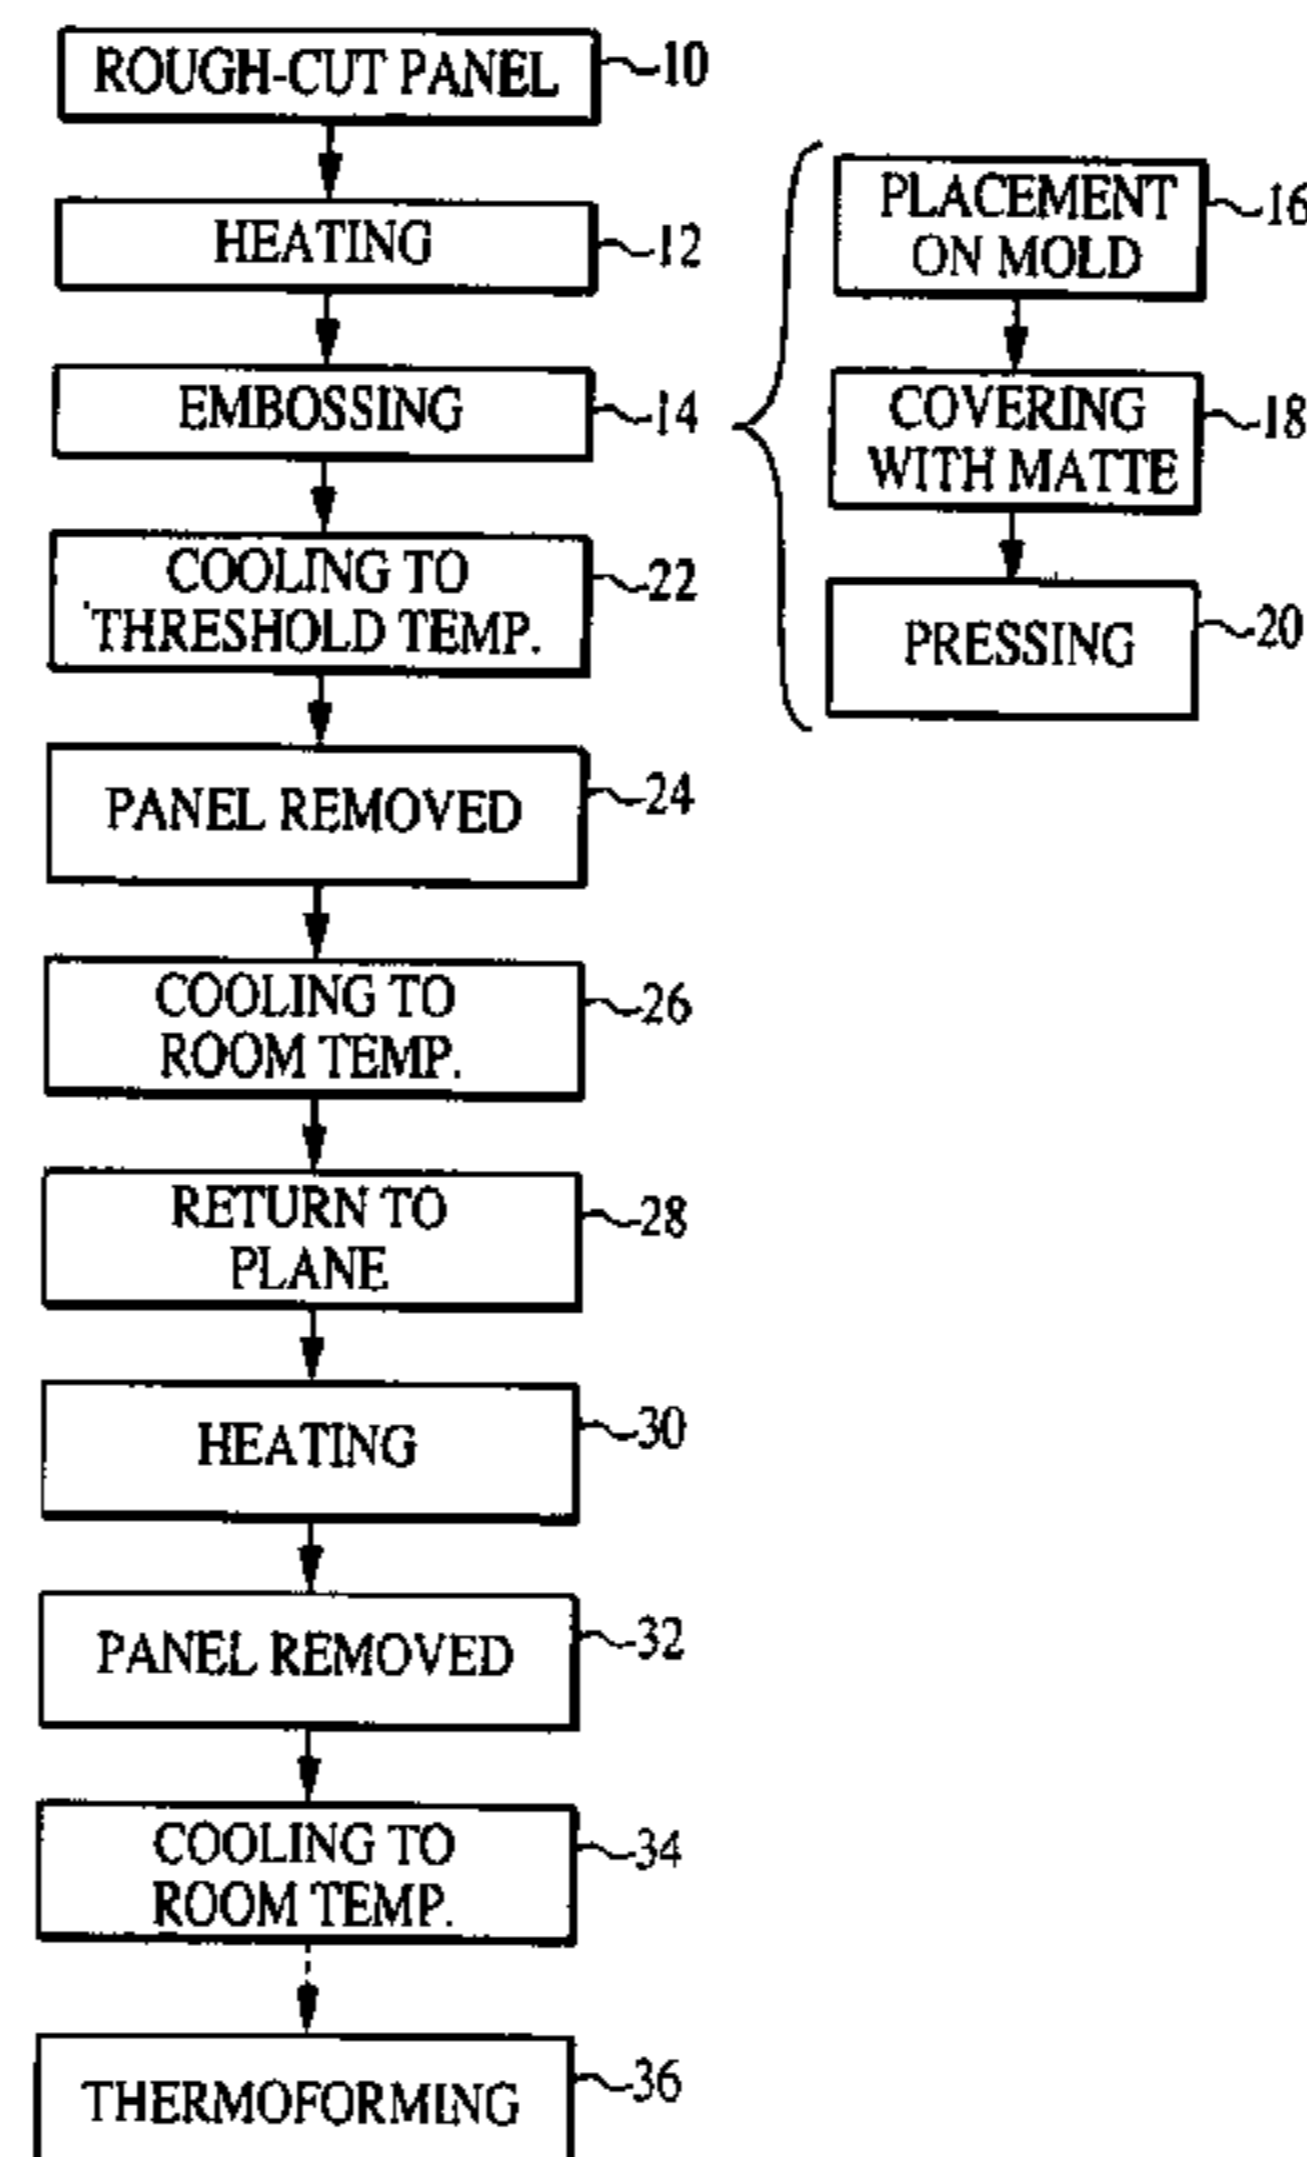 ROUGH-CUT PANEL
10
HEATING
12
EMBOSSING
14
PLACEMENT
ON MOLD
16
COVERING
WITH MATTE
18
PRESSING
20
COOLING TO
THRESHOLD TEMP.
22
PANEL REMOVED
24
COOLING TO
ROOM TEMP.
26
RETURN TO
PLANE
28
HEATING
30
PANEL REMOVED
32
COOLING TO
ROOM TEMP.
34
THERMOFORMING
36